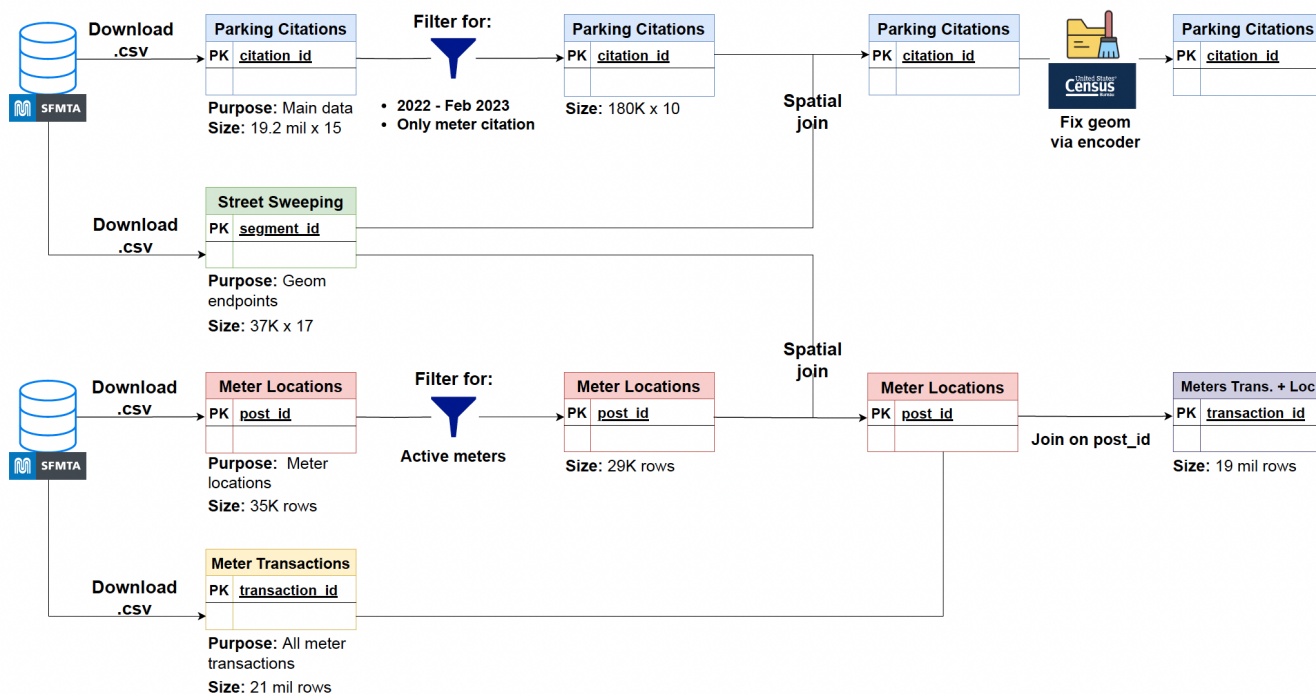 Download
.csv
SFMTA
Parking Citations
PK citation_id
Purpose: Main data
Size: 19.2 mil x 15
Filter for:
• 2022 - Feb 2023
• Only meter citation
Parking Citations
PK citation_id
Size: 180K x 10
Spatial
join
Parking Citations
PK citation_id
United States®
Census
Bureau
Fix geom
via encoder
Parking Citations
PK citation_id
Download
.csv
Street Sweeping
PK segment_id
Purpose: Geom
endpoints
Size: 37K x 17
Spatial
join
Download
.csv
SFMTA
Meter Locations
PK post_id
Purpose: Meter
locations
Size: 35K rows
Filter for:
Active meters
Meter Locations
PK post_id
Size: 29K rows
Meter Locations
PK post_id
Join on post_id
Meters Trans. + Loc
PK transaction_id
Size: 19 mil rows
Download
.csv
Meter Transactions
PK transaction_id
Purpose: All meter
transactions
Size: 21 mil rows